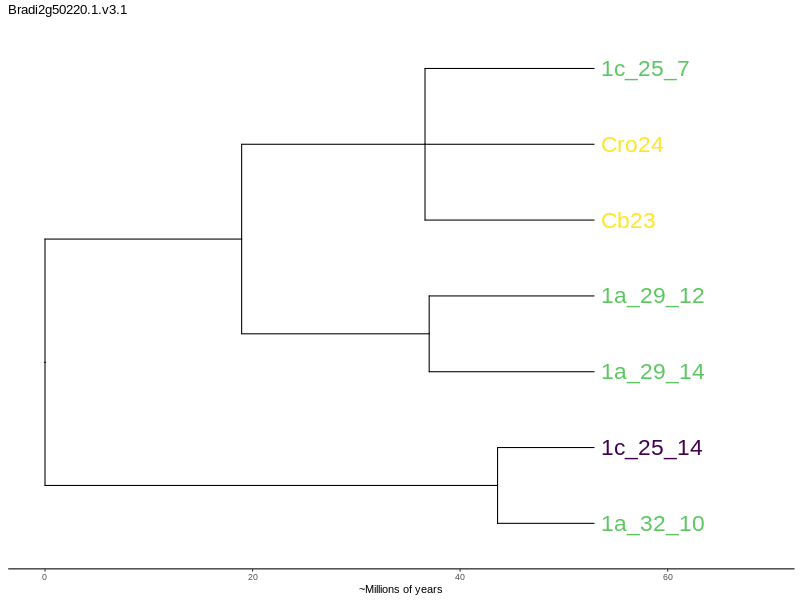 Bradi2g50220.1.v3.1
1c_25_7
Cro24
Cb23
1a_29_12
1a_29_14
1c_25_14
1a_32_10
0 20 40 60
~Millions of years